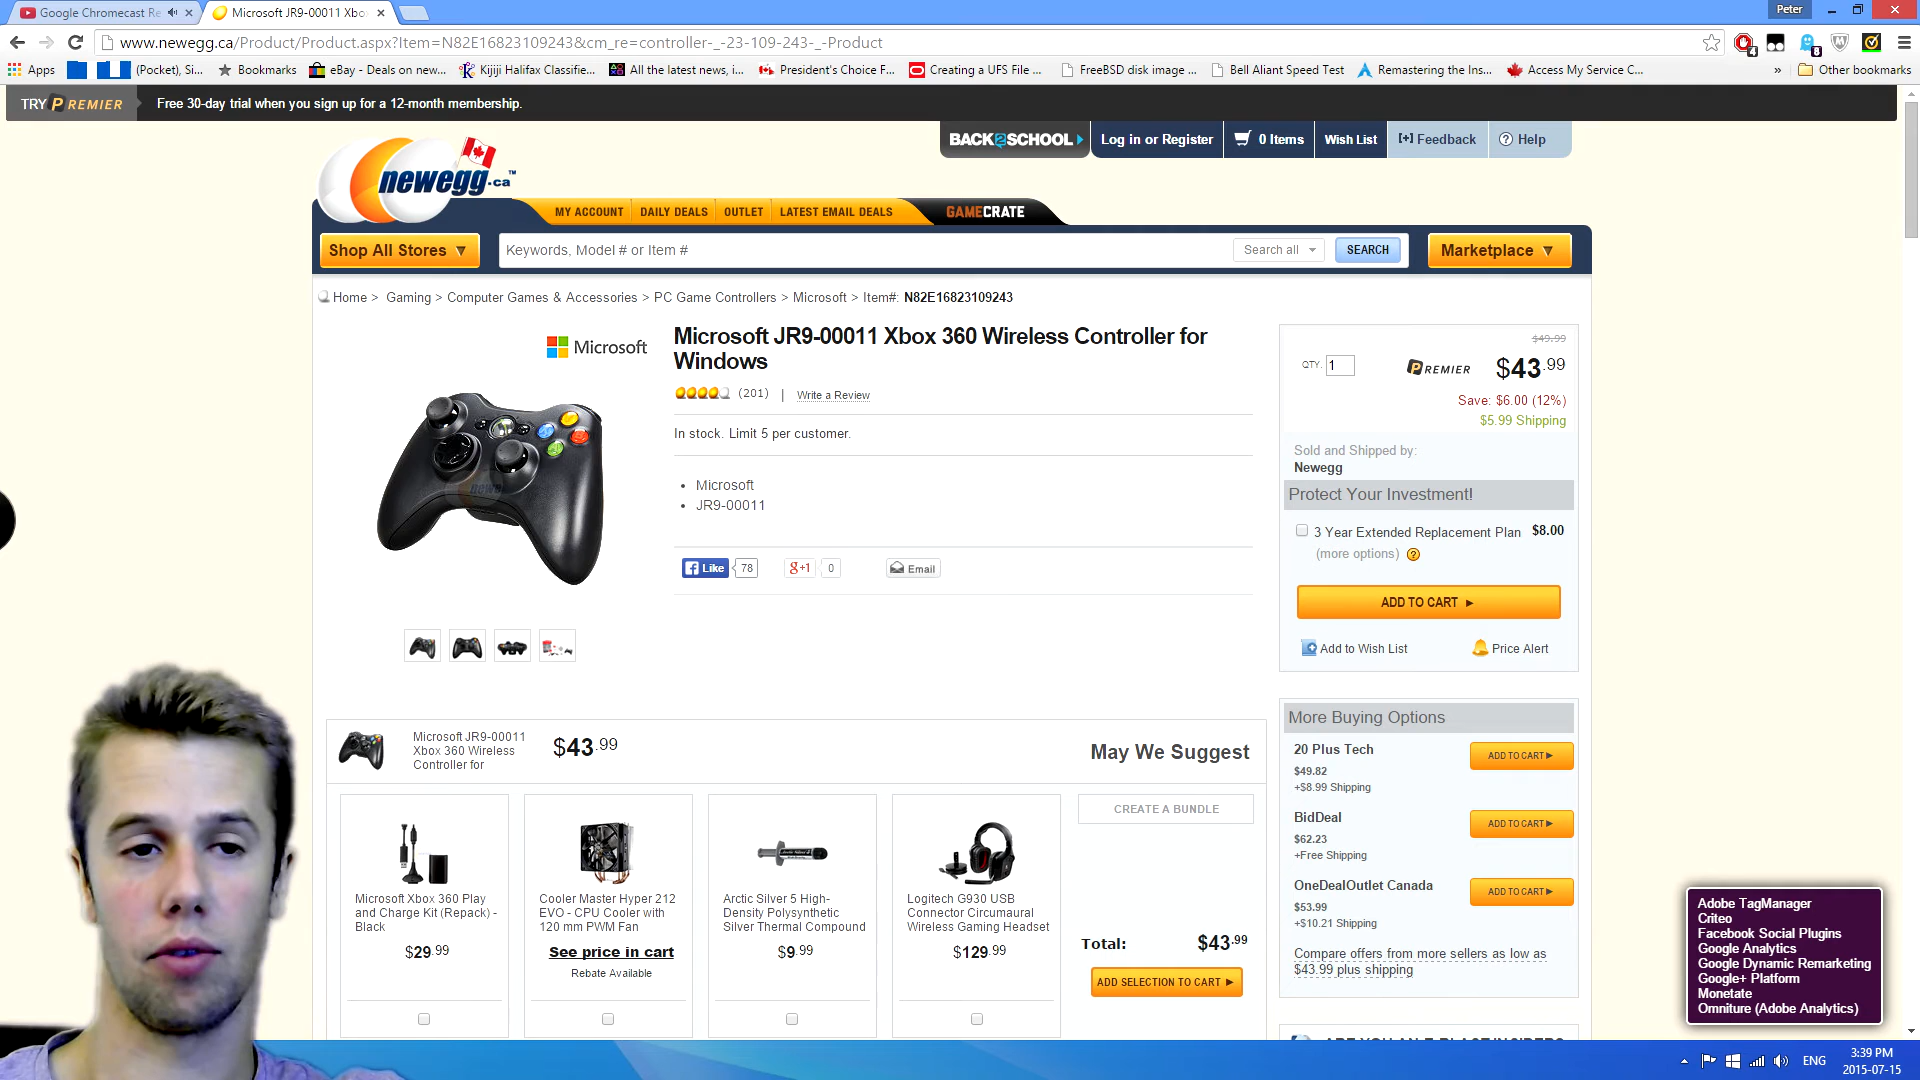 Google Chromecast Re
Microsoft JR9-00011 Xbo
Peter
www.newegg.ca/Product/Product.aspx?Item=N82E16823109243&cm_re=controller-_-23-109-243-_-Product
4
8
Apps
(Pocket), Si...
Bookmarks
eBay - Deals on new...
Kijiji Halifax Classifie...
All the latest news, i...
President's Choice F...
Creating a UFS File ...
FreeBSD disk image ...
Bell Aliant Speed Test
Remastering the Ins...
Access My Service C...
»
Other bookmarks
TRY PREMIER
Free 30-day trial when you sign up for a 12-month membership.
BACK2SCHOOL
Log in or Register
0 Items
Wish List
[+] Feedback
? Help
newegg.ca™
MY ACCOUNT
DAILY DEALS
OUTLET
LATEST EMAIL DEALS
GAMECRATE
Shop All Stores ▼
Keywords, Model # or Item #
Search all
SEARCH
Marketplace ▼
Home > Gaming > Computer Games & Accessories > PC Game Controllers > Microsoft > Item#: N82E16823109243
Microsoft
Microsoft JR9-00011 Xbox 360 Wireless Controller for
Windows
(201) | Write a Review
In stock. Limit 5 per customer.
• Microsoft
• JR9-00011
Like 78
g+1 0
Email
$49.99
QTY. 1
PREMIER
$43.99
Save: $6.00 (12%)
$5.99 Shipping
Sold and Shipped by:
Newegg
Protect Your Investment!
3 Year Extended Replacement Plan $8.00
(more options) ?
ADD TO CART ►
Add to Wish List
Price Alert
More Buying Options
20 Plus Tech
$49.82
+$8.99 Shipping
ADD TO CART ►
BidDeal
$62.23
+Free Shipping
ADD TO CART ►
OneDealOutlet Canada
$53.99
+$10.21 Shipping
ADD TO CART ►
Compare offers from more sellers as low as
$43.99 plus shipping
Microsoft JR9-00011
Xbox 360 Wireless
Controller for
$43.99
May We Suggest
Microsoft Xbox 360 Play
and Charge Kit (Repack) -
Black
$29.99
Cooler Master Hyper 212
EVO - CPU Cooler with
120 mm PWM Fan
See price in cart
Rebate Available
Arctic Silver 5 High-
Density Polysynthetic
Silver Thermal Compound
$9.99
Logitech G930 USB
Connector Circumaural
Wireless Gaming Headset
$129.99
CREATE A BUNDLE
Total: $43.99
ADD SELECTION TO CART ►
Adobe TagManager
Criteo
Facebook Social Plugins
Google Analytics
Google Dynamic Remarketing
Google+ Platform
Monetate
Omniture (Adobe Analytics)
ENG
3:39 PM
2015-07-15